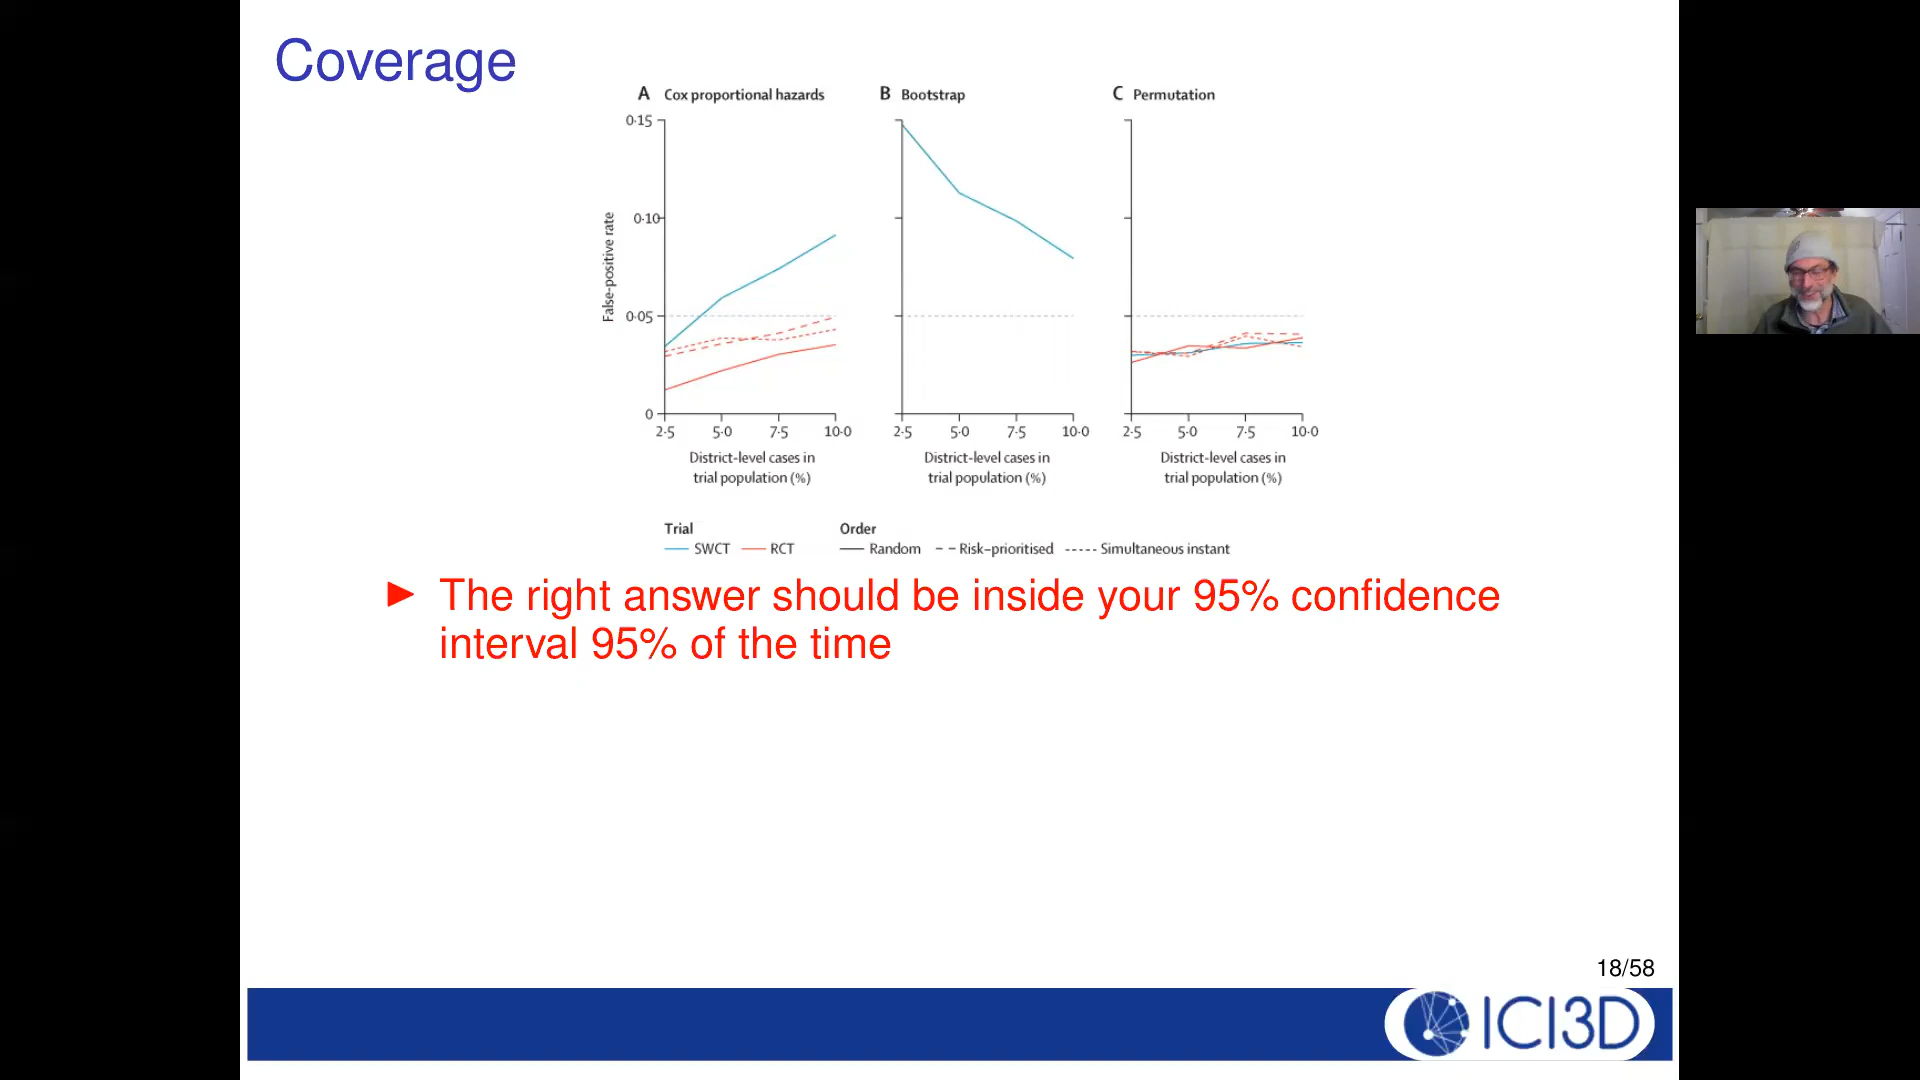 Coverage
A Cox proportional hazards
B Bootstrap
C Permutation
False-positive rate
0·15
0·10
0·05
0
2·5 5·0 7·5 10·0
2·5 5·0 7·5 10·0
2·5 5·0 7·5 10·0
District-level cases in
trial population (%)
District-level cases in
trial population (%)
District-level cases in
trial population (%)
Trial
SWCT RCT
Order
Random Risk-prioritised Simultaneous instant
The right answer should be inside your 95% confidence
interval 95% of the time
18/58
ICI3D